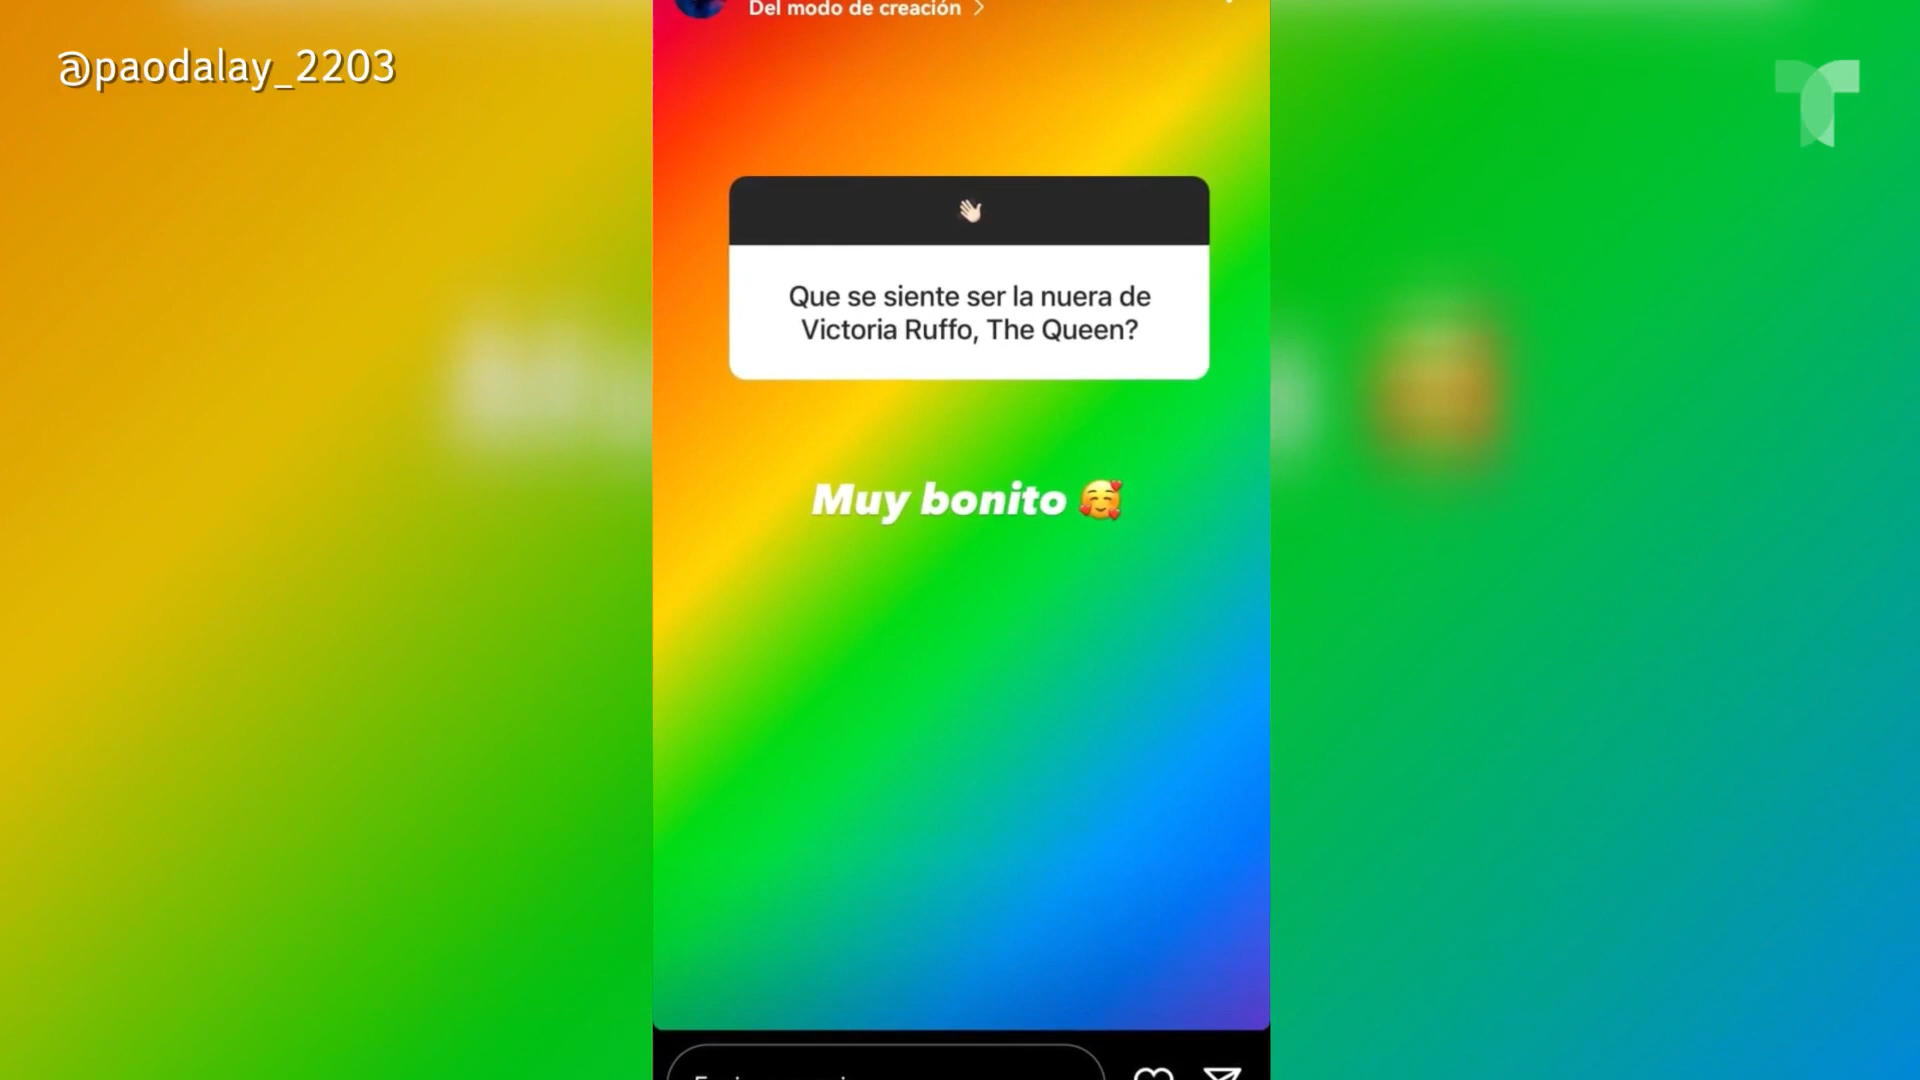 Del modo de creación
@paodalay_2203
👋🏻
Que se siente ser la nuera de
Victoria Ruffo, The Queen?
Muy bonito 🥰